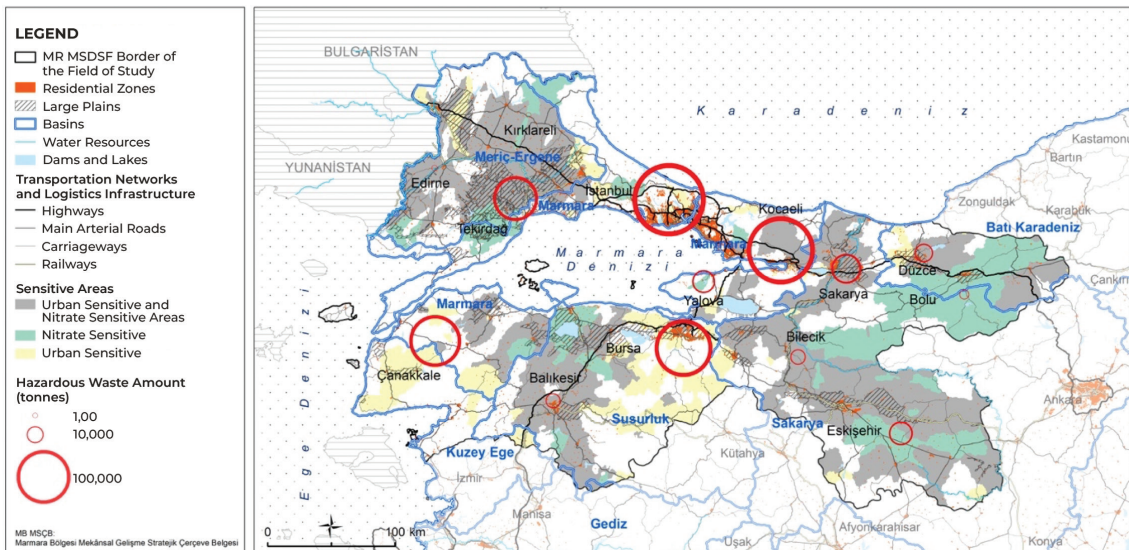 LEGEND
MR MSDSF Border of
the Field of Study
Residential Zones
Large Plains
Basins
Water Resources
Dams and Lakes
Transportation Networks
and Logistics Infrastructure
Highways
Main Arterial Roads
Carriageways
Railways
Sensitive Areas
Urban Sensitive and
Nitrate Sensitive Areas
Nitrate Sensitive
Urban Sensitive
Hazardous Waste Amount
(tonnes)
1,00
10,000
100,000
MB MSÇB:
Marmara Bölgesi Mekânsal Gelişme Stratejik Çerçeve Belgesi
BULGARİSTAN
Karadeniz
Kırklareli
Kastamonu
Bartın
YUNANİSTAN
Meriç-Ergene
Edirne
İstanbul
Zonguldak
Karabük
Marmara
Kocaeli
Tekirdağ
Batı Karadeniz
Marmara
Marmara
Denizi
Düzce
Çankırı
Sakarya
Yalova
Bolu
Marmara
Bilecik
Bursa
Çanakkale
Balıkesir
Ankara
Ege Denizi
Susurluk
Sakarya
Eskişehir
Kuzey Ege
Kütahya
İzmir
Manisa
Gediz
Afyonkarahisar
Uşak
Konya
0
100 km